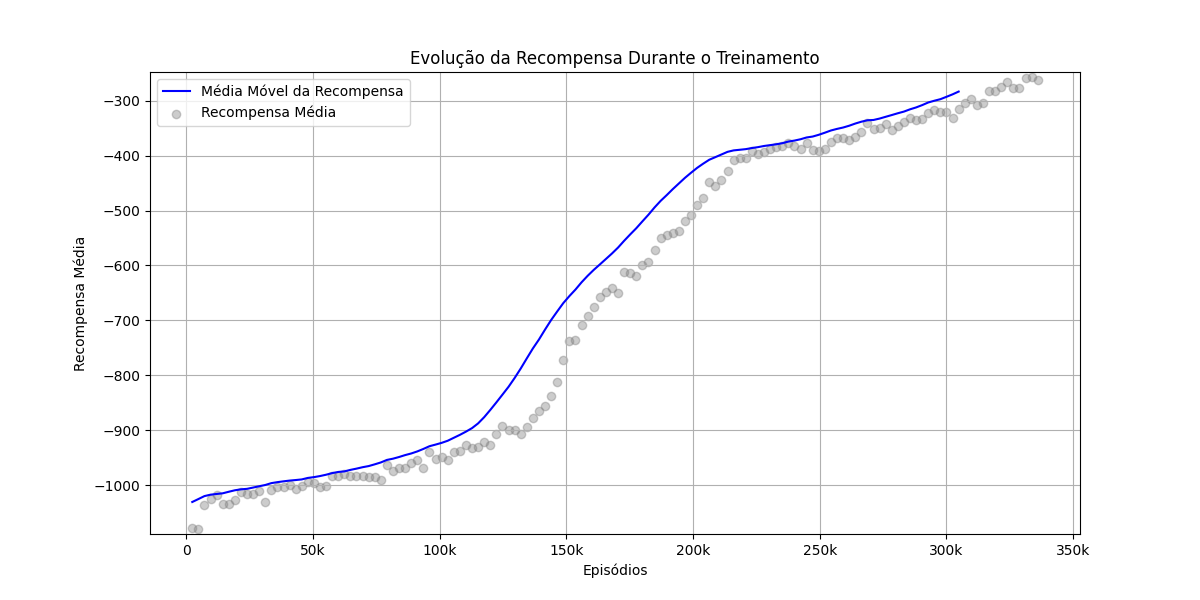 Evolução da Recompensa Durante o Treinamento
Média Móvel da Recompensa
Recompensa Média
Recompensa Média
−300
−400
−500
−600
−700
−800
−900
−1000
0 50k 100k 150k 200k 250k 300k 350k
Episódios